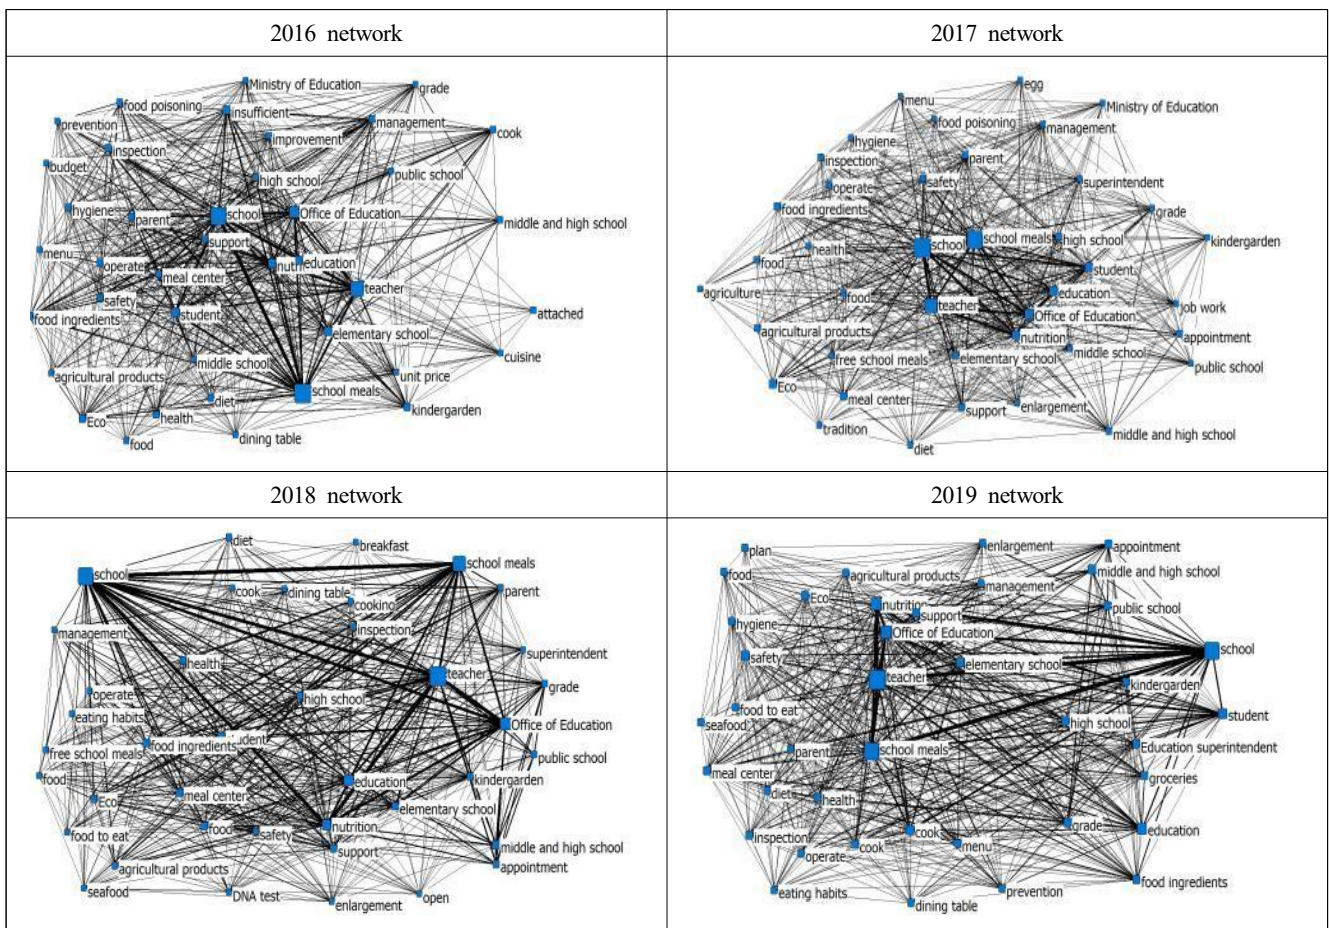 2016 network
2017 network
Ministry of Education
grade
food poisoning
insufficient
prevention
management
cook
improvement
inspection
budget
high school
public school
hygiene
parent
school
Office of Education
middle and high school
support
menu
operate
nutri
education
meal center
teacher
safety
food ingredients
student
attached
elementary school
cuisine
middle school
agricultural products
unit price
school meals
diet
kindergarden
Eco
health
food
dining table
egg
menu
Ministry of Education
food poisoning
management
hygiene
inspection
parent
operate
safety
superintendent
food ingredients
grade
school
school meals
high school
kindergarden
health
food
student
agriculture
food
education
teacher
job work
Office of Education
agricultural products
nutrition
appointment
free school meals
elementary school
middle school
public school
Eco
meal center
support
enlargement
tradition
middle and high school
diet
2018 network
2019 network
diet
breakfast
school
school meals
cook
dining table
parent
cooking
management
inspection
superintendent
health
teacher
grade
operate
high school
eating habits
Office of Education
food ingredients
udent
free school meals
public school
food
education
kindergarden
Eco
meal center
elementary school
food
safety
nutrition
food to eat
support
middle and high school
agricultural products
appointment
seafood
DNA test
enlargement
open
plan
enlargement
appointment
food
agricultural products
middle and high school
management
Eco
nutrition
support
public school
hygiene
Office of Education
school
safety
elementary school
teacher
kindergarden
food to eat
student
seafood
high school
parent
school meals
Education superintendent
meal center
groceries
diet
health
inspection
cook
grade
education
operate
cook
menu
eating habits
prevention
food ingredients
dining table